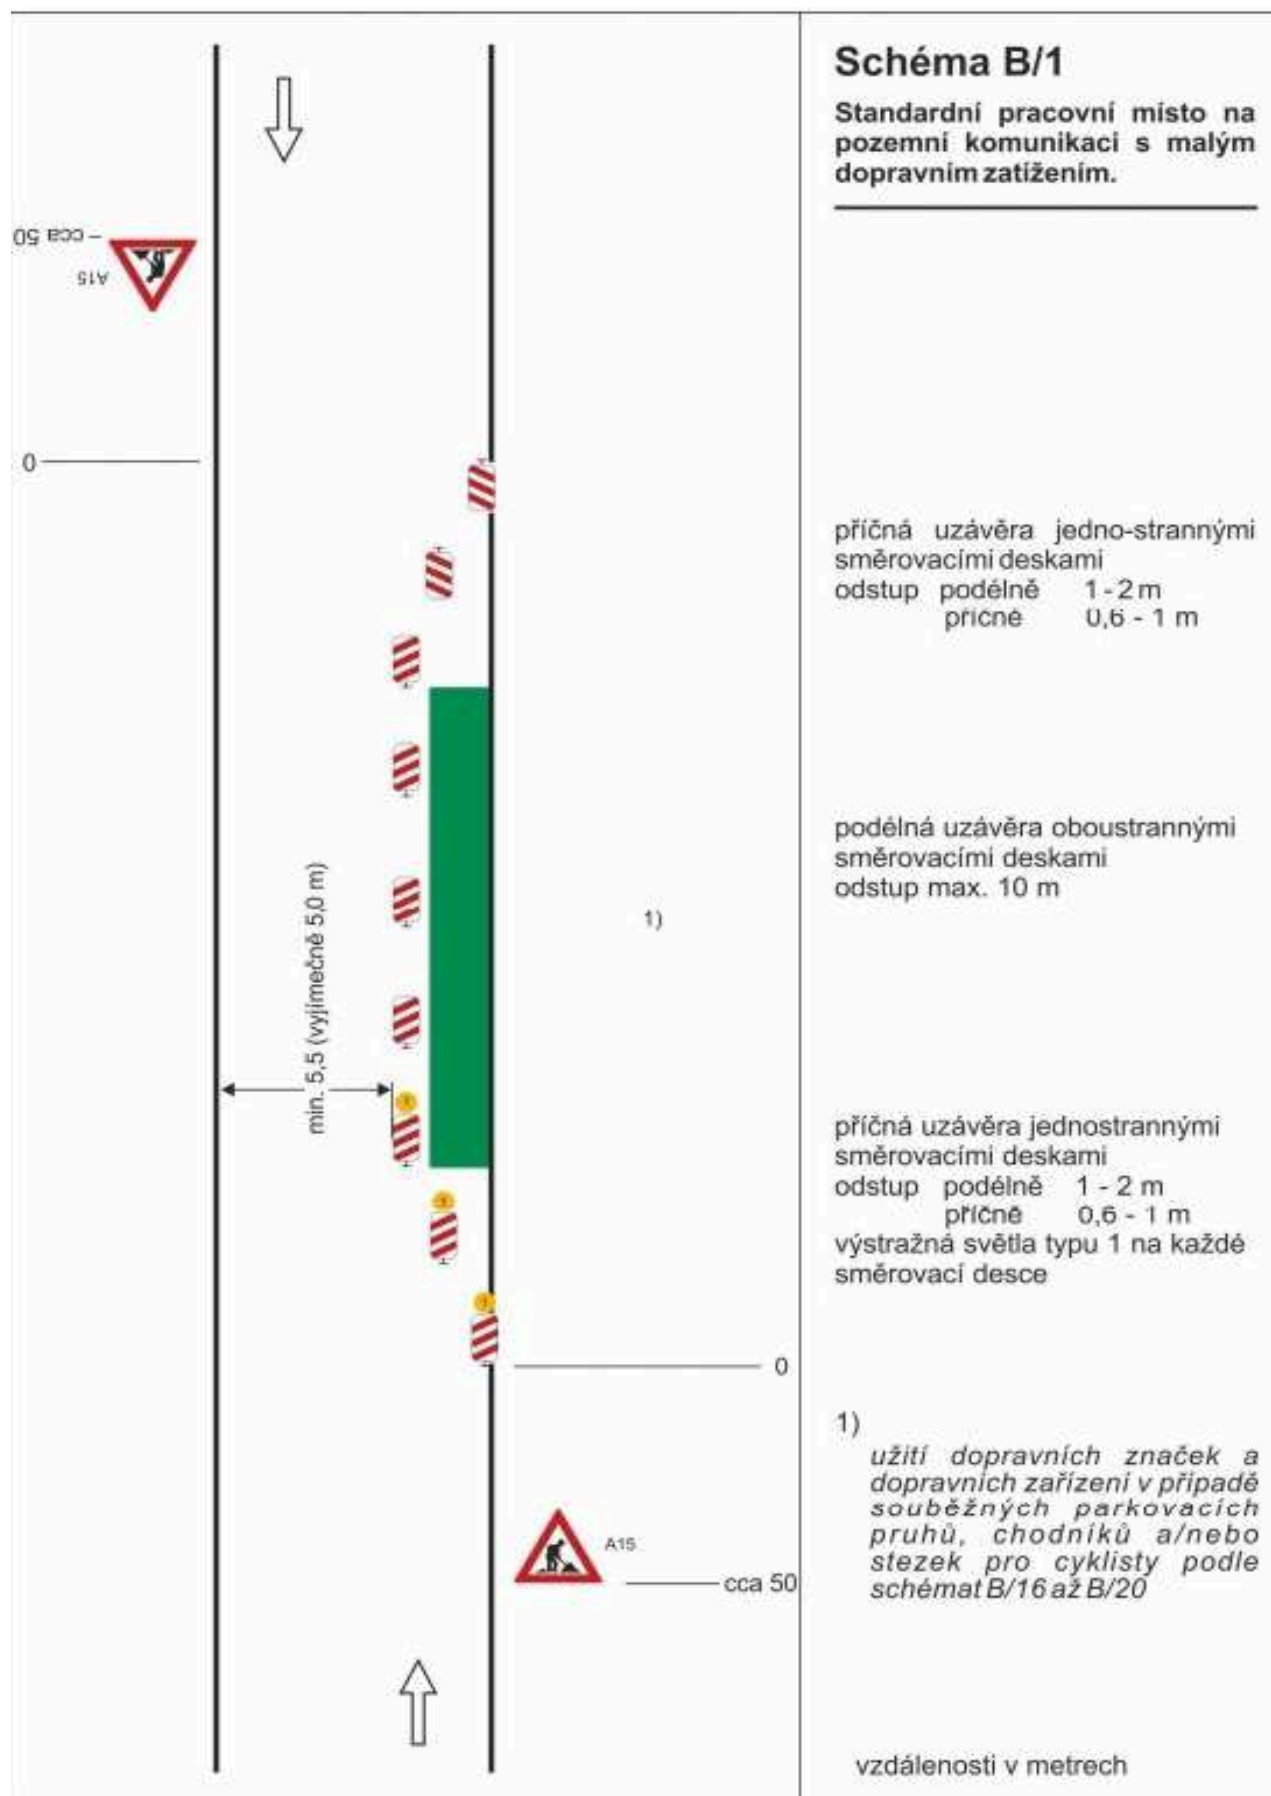 Schéma B/1
Standardní pracovní místo na
pozemní komunikaci s malým
dopravním zatížením.
cca 50
A15
0
příčná uzávěra jedno-strannými
směrovacími deskami
odstup podélně 1 - 2 m
příčně 0,6 - 1 m
podélná uzávěra oboustrannými
směrovacími deskami
odstup max. 10 m
min. 5,5 (vyjímečně 5,0 m)
1)
příčná uzávěra jednostrannými
směrovacími deskami
odstup podélně 1 - 2 m
příčně 0,6 - 1 m
výstražná světla typu 1 na každé
směrovací desce
1
1
1
0
A15
cca 50
1)
užití dopravních značek a
dopravních zařízení v případě
souběžných parkovacích
pruhů, chodníků a/nebo
stezek pro cyklisty podle
schémat B/16 až B/20
vzdálenosti v metrech